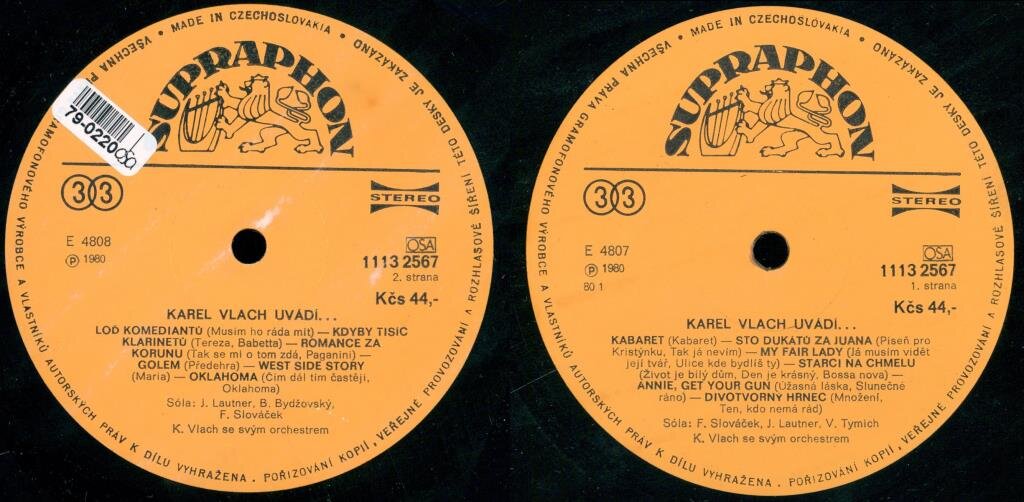 MADE IN CZECHOSLOVAKIA • VŠECHNA P
AMOFONOVÉHO VÝROBCE A VLASTNÍKŮ AUTORSKÝCH PRÁV K DÍLU VYHRAŽENA. POŘIZOVÁNÍ KOPIÍ, VEŘEJNÉ PROVOZOVÁNÍ A ROZHLASOVÉ ŠÍŘENÍ TÉTO DESKY JE ZAKÁZÁNO •
SUPRAPHON
79-0220
OSA
33
STEREO
E 4808
Ⓟ 1980
OSA
1113 2567
2. strana
Kčs 44,-
KAREL VLACH UVÁDÍ...
LOĎ KOMEDIANTŮ (Musím ho ráda mít) — KDYBY TISÍC
KLARINETŮ (Tereza, Babetta) — ROMANCE ZA
KORUNU (Tak se mi o tom zdá, Paganini) —
GOLEM (Předehra) — WEST SIDE STORY
(Maria) — OKLAHOMA (Čím dál tím častěji,
Oklahoma)
Sóla: J. Lautner, B. Bydžovský,
F. Slováček
K. Vlach se svým orchestrem
• MADE IN CZECHOSLOVAKIA •
VŠECHNA PRÁVA GRAMOFONOVÉHO VÝROBCE A VLASTNÍKŮ AUTORSKÝCH PRÁV K DÍLU VYHRAŽENA. POŘIZOVÁNÍ KOPIÍ, VEŘEJNÉ PROVOZOVÁNÍ A ROZHLASOVÉ ŠÍŘENÍ TÉTO DESKY JE ZAKÁZÁNO
SUPRAPHON
33
STEREO
E 4807
Ⓟ 1980
80 1
OSA
1113 2567
1. strana
Kčs 44,-
KAREL VLACH UVÁDÍ...
KABARET (Kabaret) — STO DUKÁTŮ ZA JUANA (Píseň pro
Kristýnku, Tak já nevím) — MY FAIR LADY (Já musím vidět
její tvář, Ulice kde bydlíš ty) — STARCI NA CHMELU
(Život je bílý dům, Den je krásný, Bossa nova) —
ANNIE, GET YOUR GUN (Užasná láska, Slunečné
ráno) — DIVOTVORNÝ HRNEC (Množení,
Ten, kdo nemá rád)
Sóla: F. Slováček, J. Lautner, V. Tymich
K. Vlach se svým orchestrem